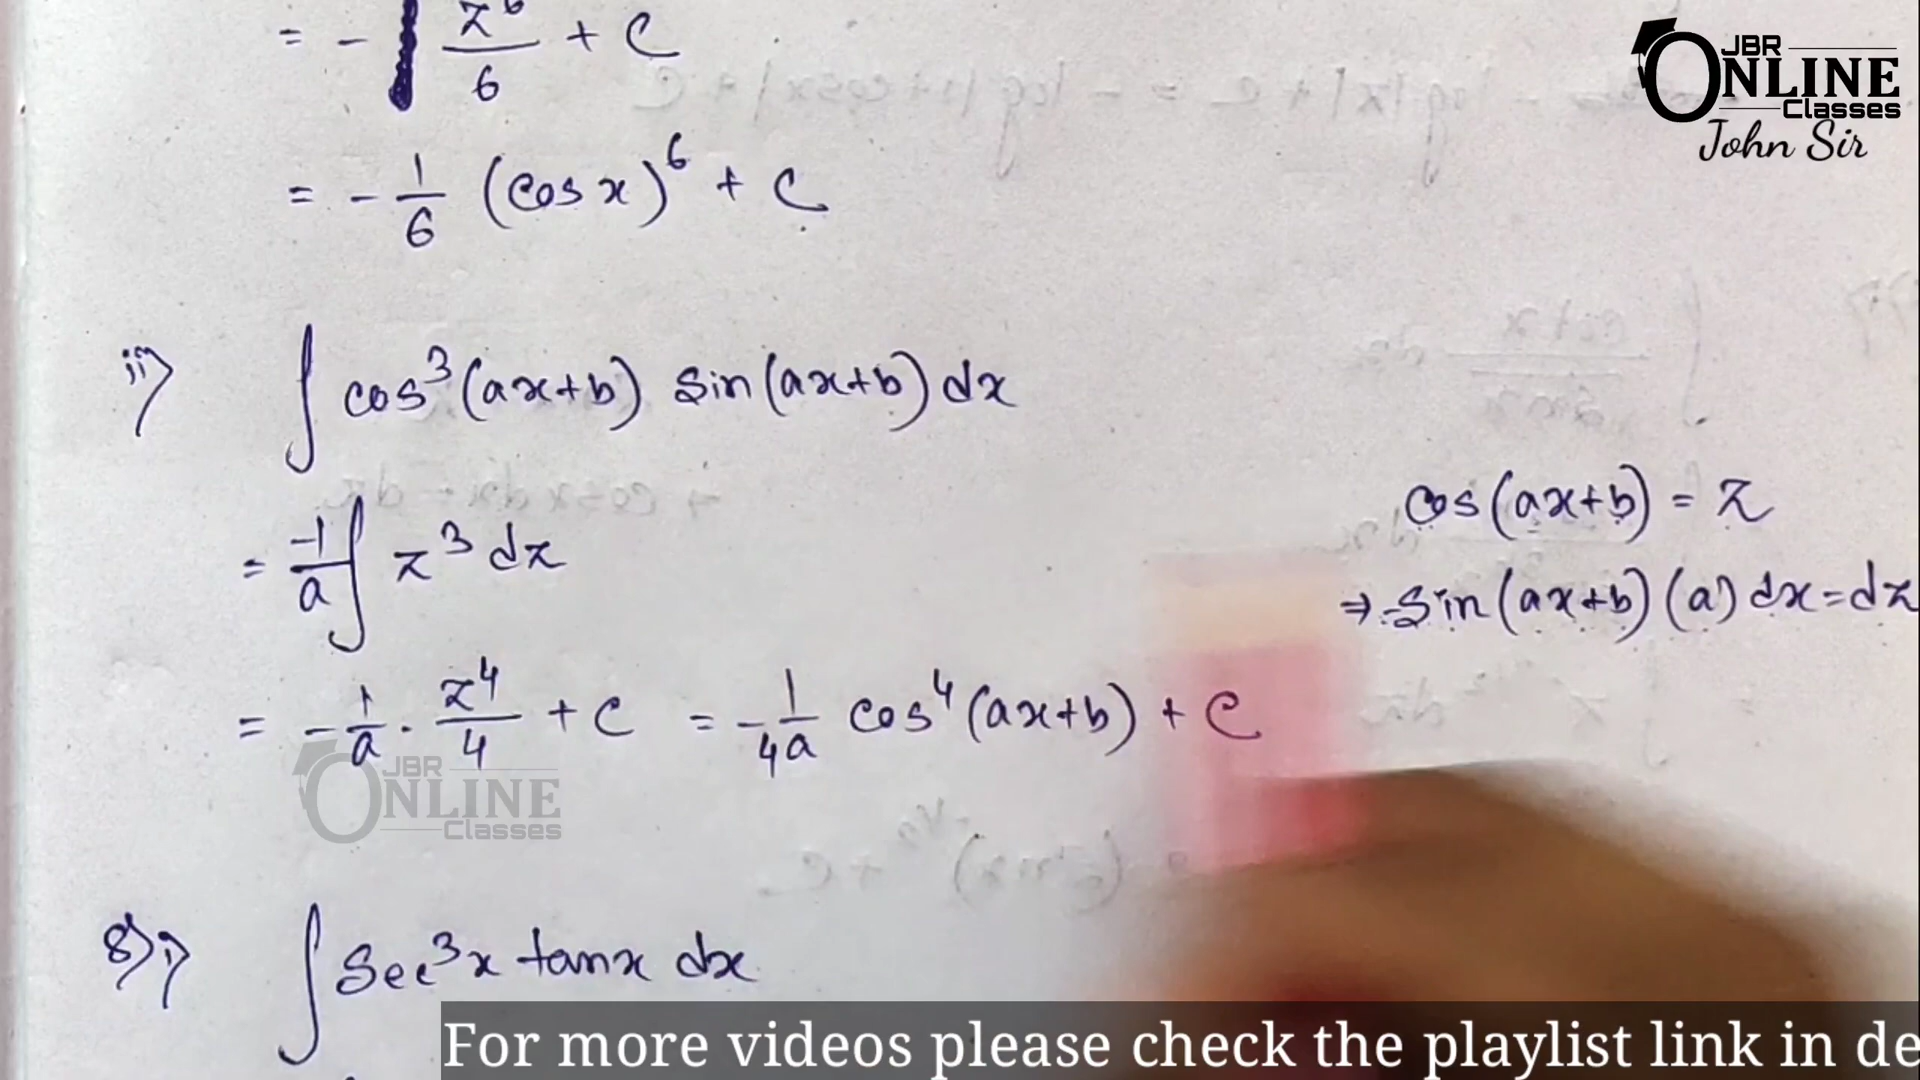 = - z⁶/6 + C
JBR
ONLINE
Classes
John Sir
= - 1/6 (cos x)⁶ + C
ii) ∫ cos³(ax+b) sin(ax+b) dx
cos(ax+b) = z
= -1/a ∫ z³ dz
⇒ -sin(ax+b)(a) dx = dz
= - 1/a · z⁴/4 + C = - 1/4a cos⁴(ax+b) + C
JBR
ONLINE
Classes
8) i) ∫ Sec³x tanx dx
For more videos please check the playlist link in de